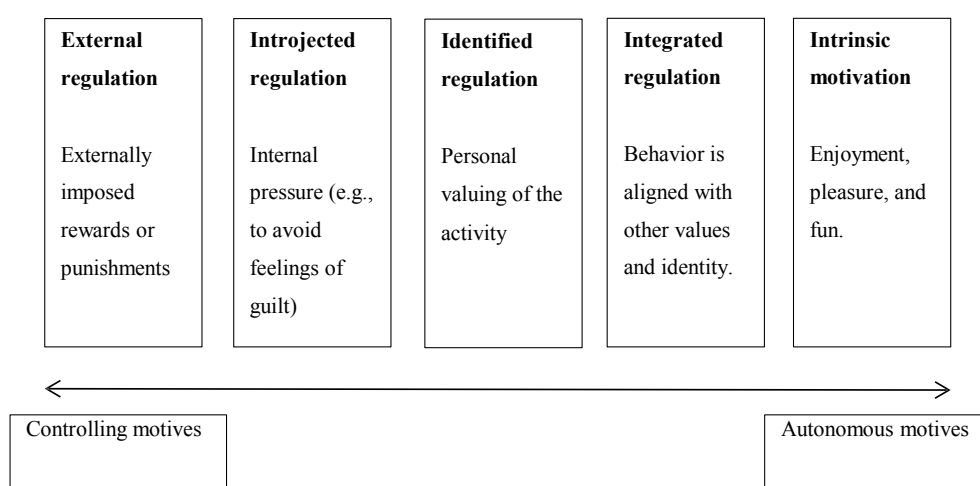 External
regulation
Externally
imposed
rewards or
punishments
Introjected
regulation
Internal
pressure (e.g.,
to avoid
feelings of
guilt)
Identified
regulation
Personal
valuing of the
activity
Integrated
regulation
Behavior is
aligned with
other values
and identity.
Intrinsic
motivation
Enjoyment,
pleasure, and
fun.
Controlling motives
Autonomous motives